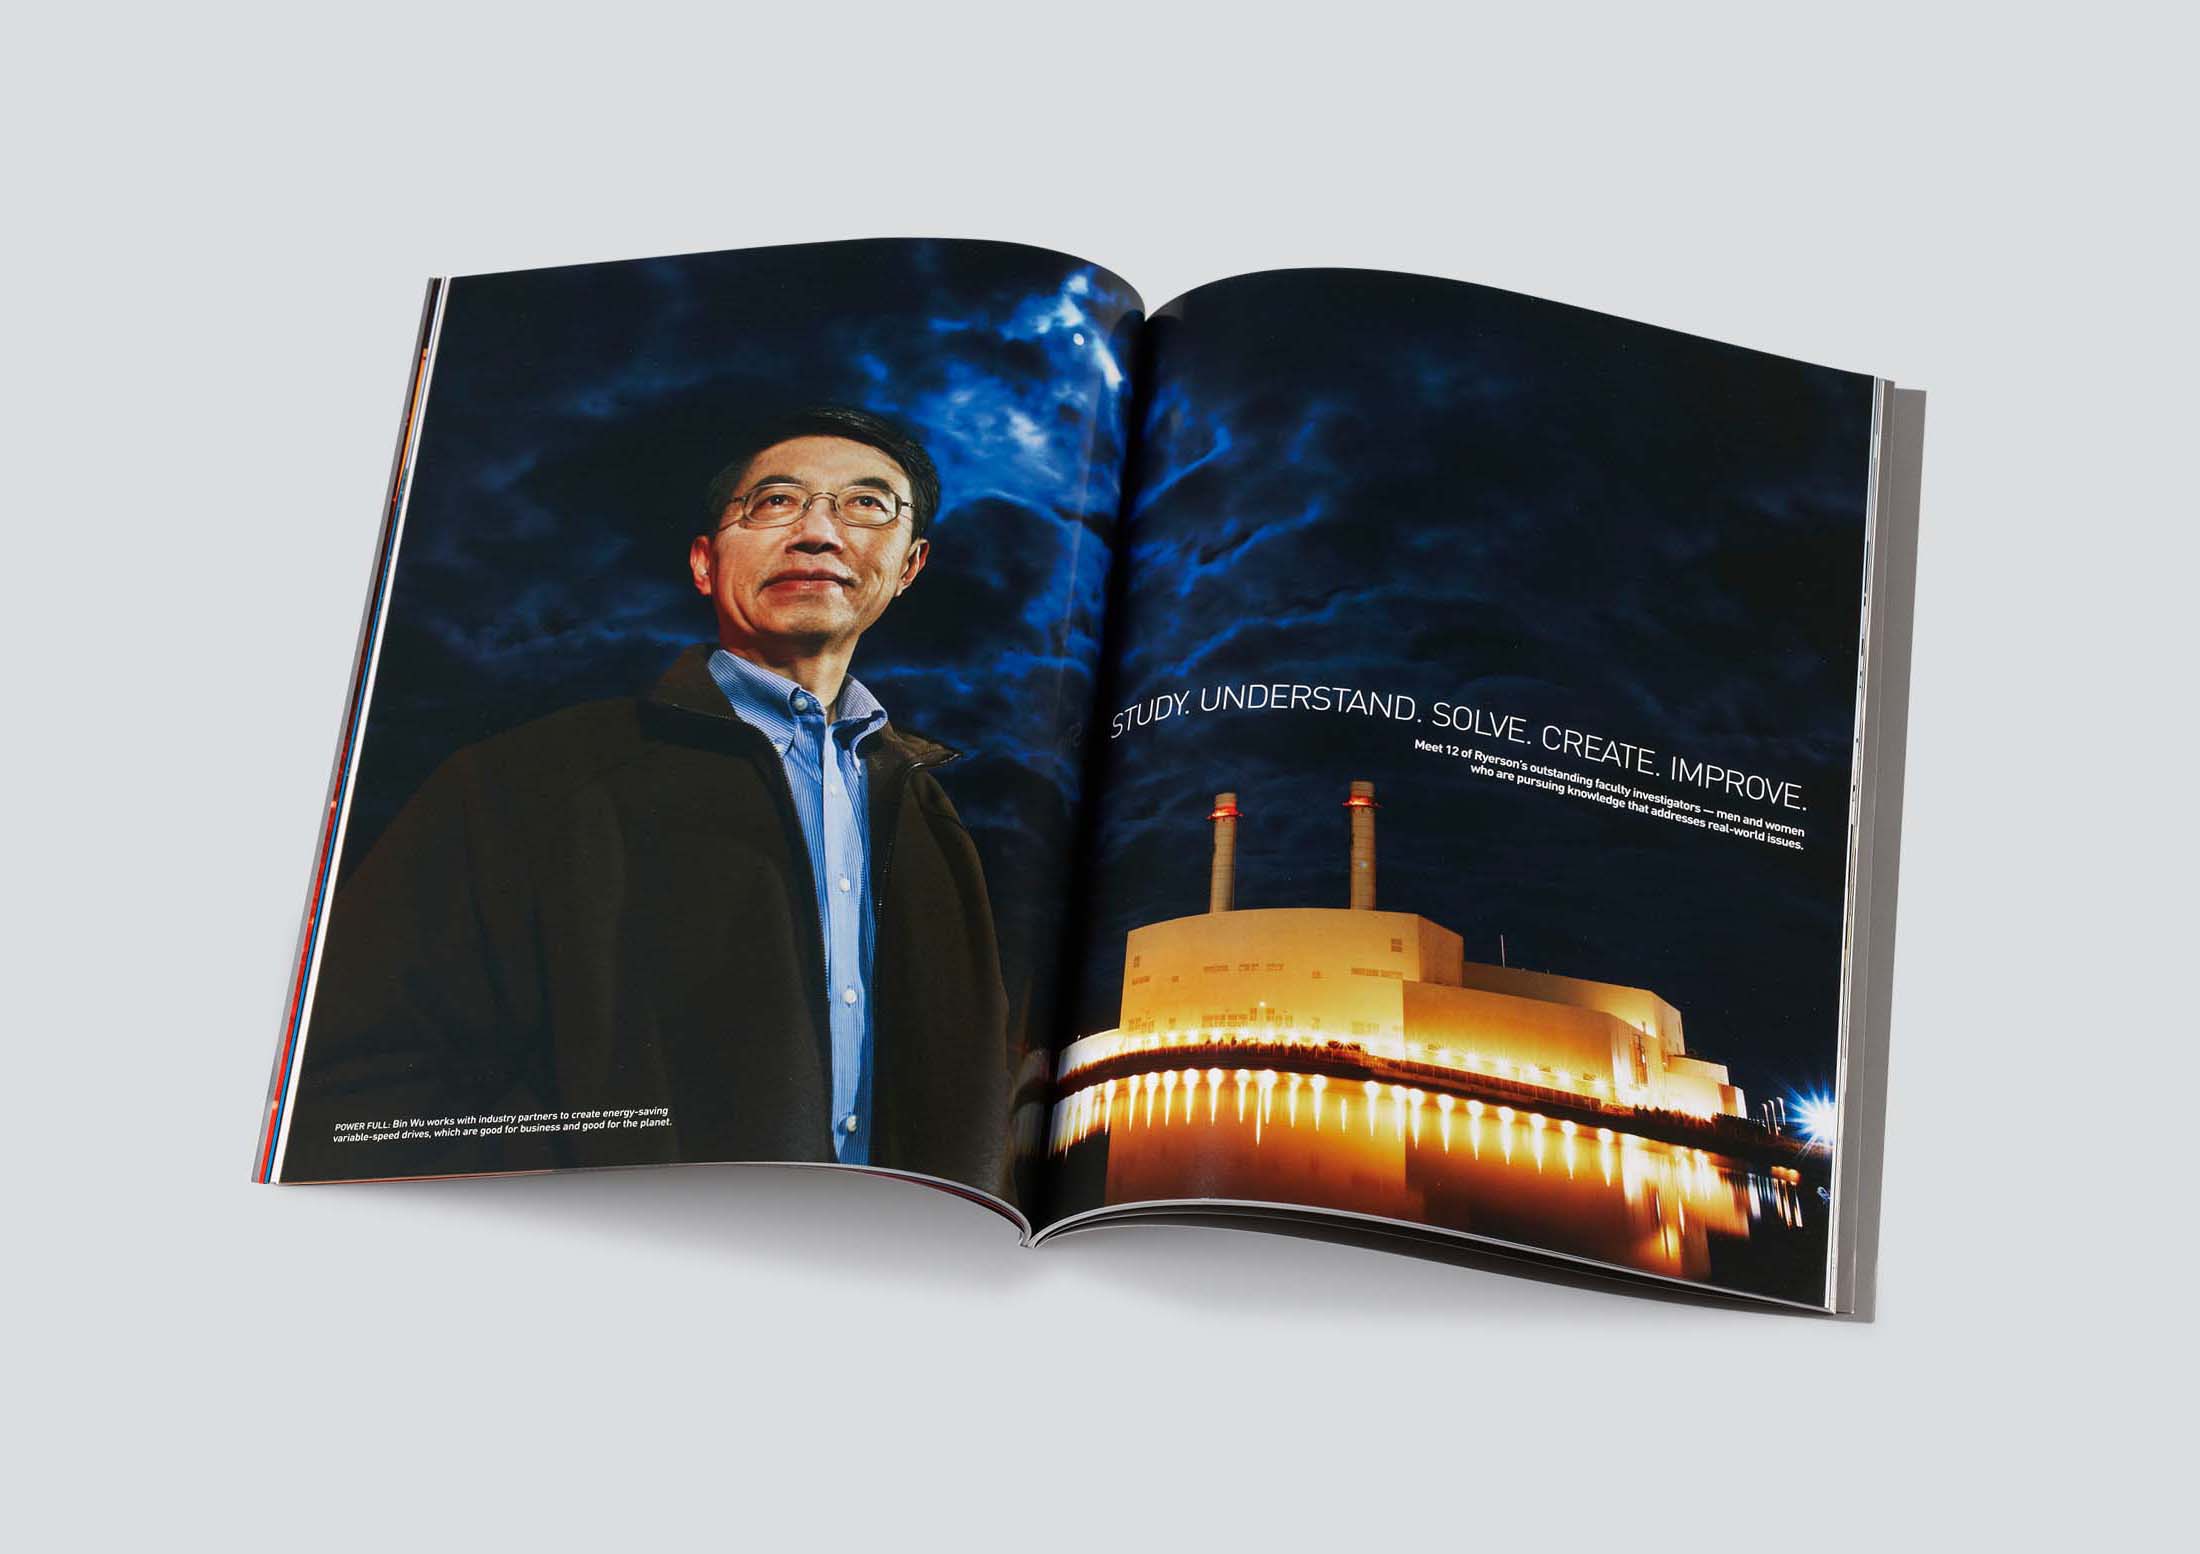 POWER FULL: Bin Wu works with industry partners to create energy-saving
variable-speed drives, which are good for business and good for the planet.
STUDY. UNDERSTAND. SOLVE. CREATE. IMPROVE.
Meet 12 of Ryerson's outstanding faculty investigators — men and women
who are pursuing knowledge that addresses real-world issues.